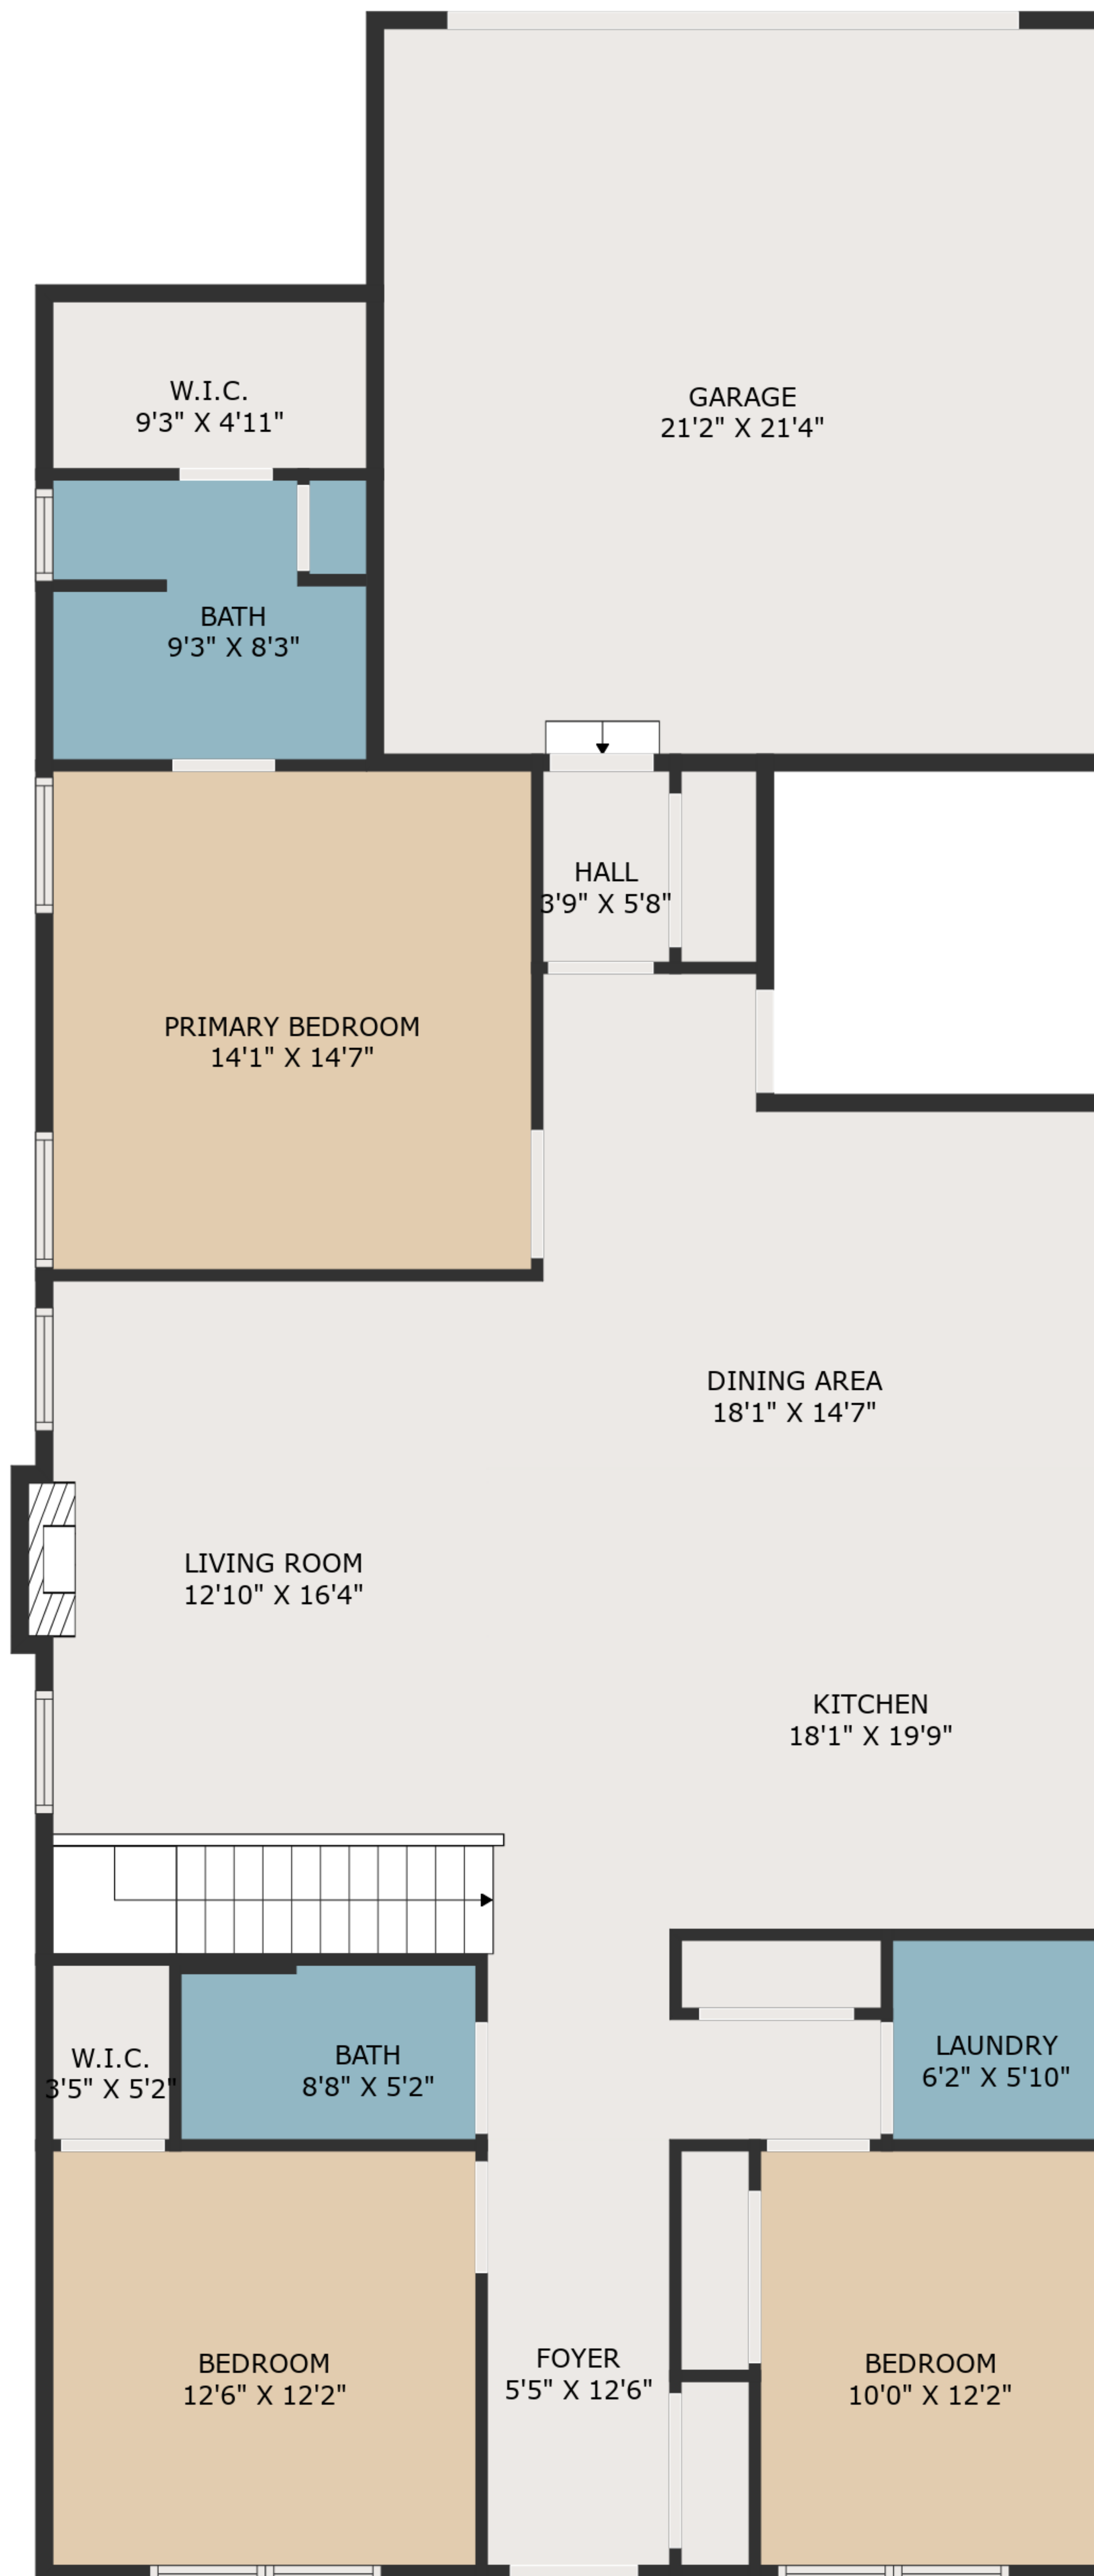 W.I.C.
9'3" X 4'11"
GARAGE
21'2" X 21'4"
BATH
9'3" X 8'3"
HALL
3'9" X 5'8"
PRIMARY BEDROOM
14'1" X 14'7"
DINING AREA
18'1" X 14'7"
LIVING ROOM
12'10" X 16'4"
KITCHEN
18'1" X 19'9"
W.I.C.
3'5" X 5'2"
BATH
8'8" X 5'2"
LAUNDRY
6'2" X 5'10"
BEDROOM
12'6" X 12'2"
FOYER
5'5" X 12'6"
BEDROOM
10'0" X 12'2"